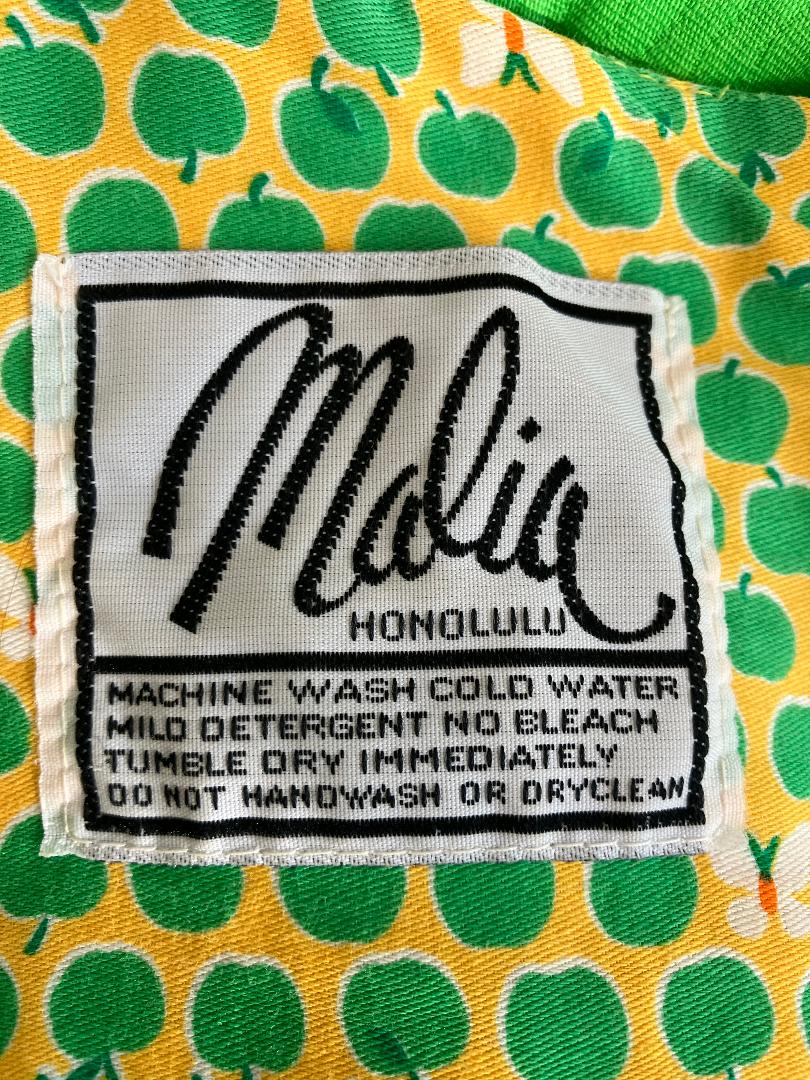 Malia
HONOLULU
MACHINE WASH COLD WATER
MILD DETERGENT NO BLEACH
TUMBLE DRY IMMEDIATELY
DO NOT HANDWASH OR DRYCLEAN